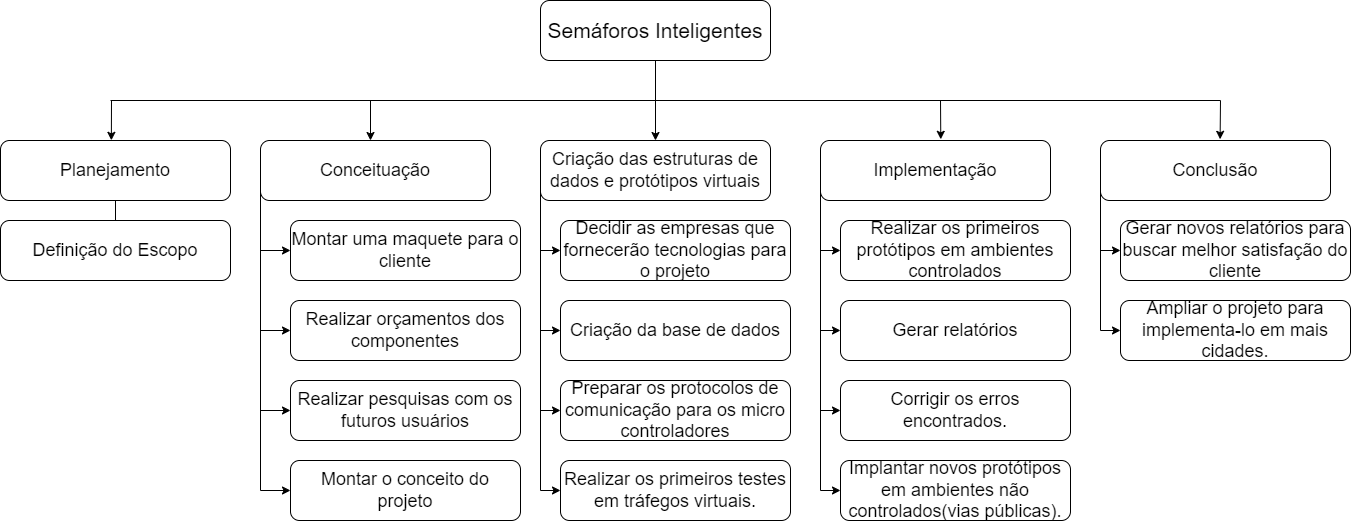 Semáforos Inteligentes
Planejamento
Definição do Escopo
Conceituação
Montar uma maquete para o
cliente
Realizar orçamentos dos
componentes
Realizar pesquisas com os
futuros usuários
Montar o conceito do
projeto
Criação das estruturas de
dados e protótipos virtuais
Decidir as empresas que
fornecerão tecnologias para
o projeto
Criação da base de dados
Preparar os protocolos de
comunicação para os micro
controladores
Realizar os primeiros testes
em tráfegos virtuais.
Implementação
Realizar os primeiros
protótipos em ambientes
controlados
Gerar relatórios
Corrigir os erros
encontrados.
Implantar novos protótipos
em ambientes não
controlados(vias públicas).
Conclusão
Gerar novos relatórios para
buscar melhor satisfação do
cliente
Ampliar o projeto para
implementa-lo em mais
cidades.